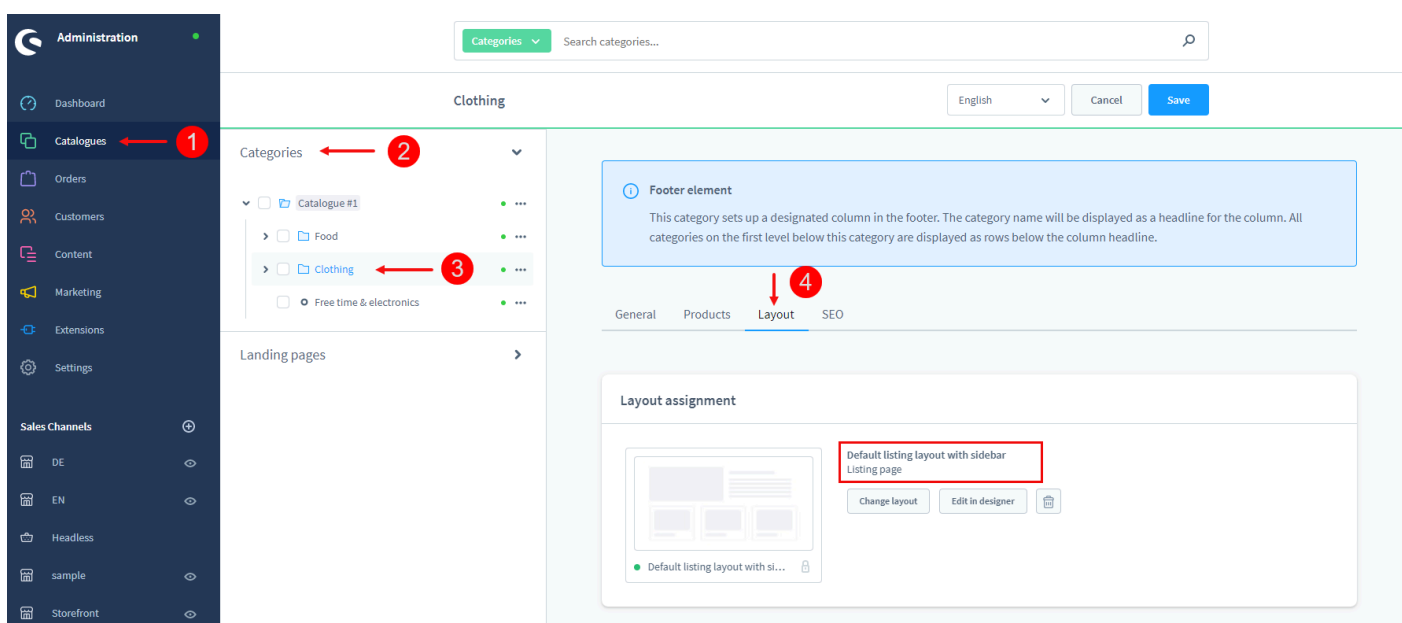 Administration
Dashboard
Catalogues
1
Orders
Customers
Content
Marketing
Extensions
Settings
Sales Channels
DE
EN
Headless
sample
Storefront
Categories
Search categories...
Clothing
English
Cancel
Save
Categories
2
Catalogue #1
Food
Clothing
3
Free time & electronics
Landing pages
Footer element
This category sets up a designated column in the footer. The category name will be displayed as a headline for the column. All
categories on the first level below this category are displayed as rows below the column headline.
4
General Products Layout SEO
Layout assignment
Default listing layout with sidebar
Listing page
Change layout
Edit in designer
Default listing layout with si...